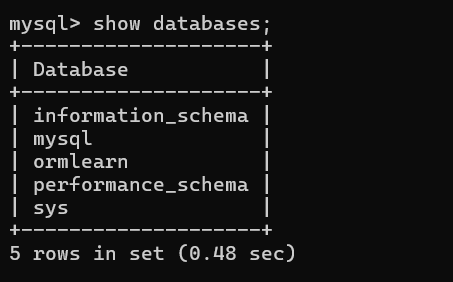 mysql> show databases;
+--------------------+
| Database           |
+--------------------+
| information_schema |
| mysql              |
| ormlearn           |
| performance_schema |
| sys                |
+--------------------+
5 rows in set (0.48 sec)